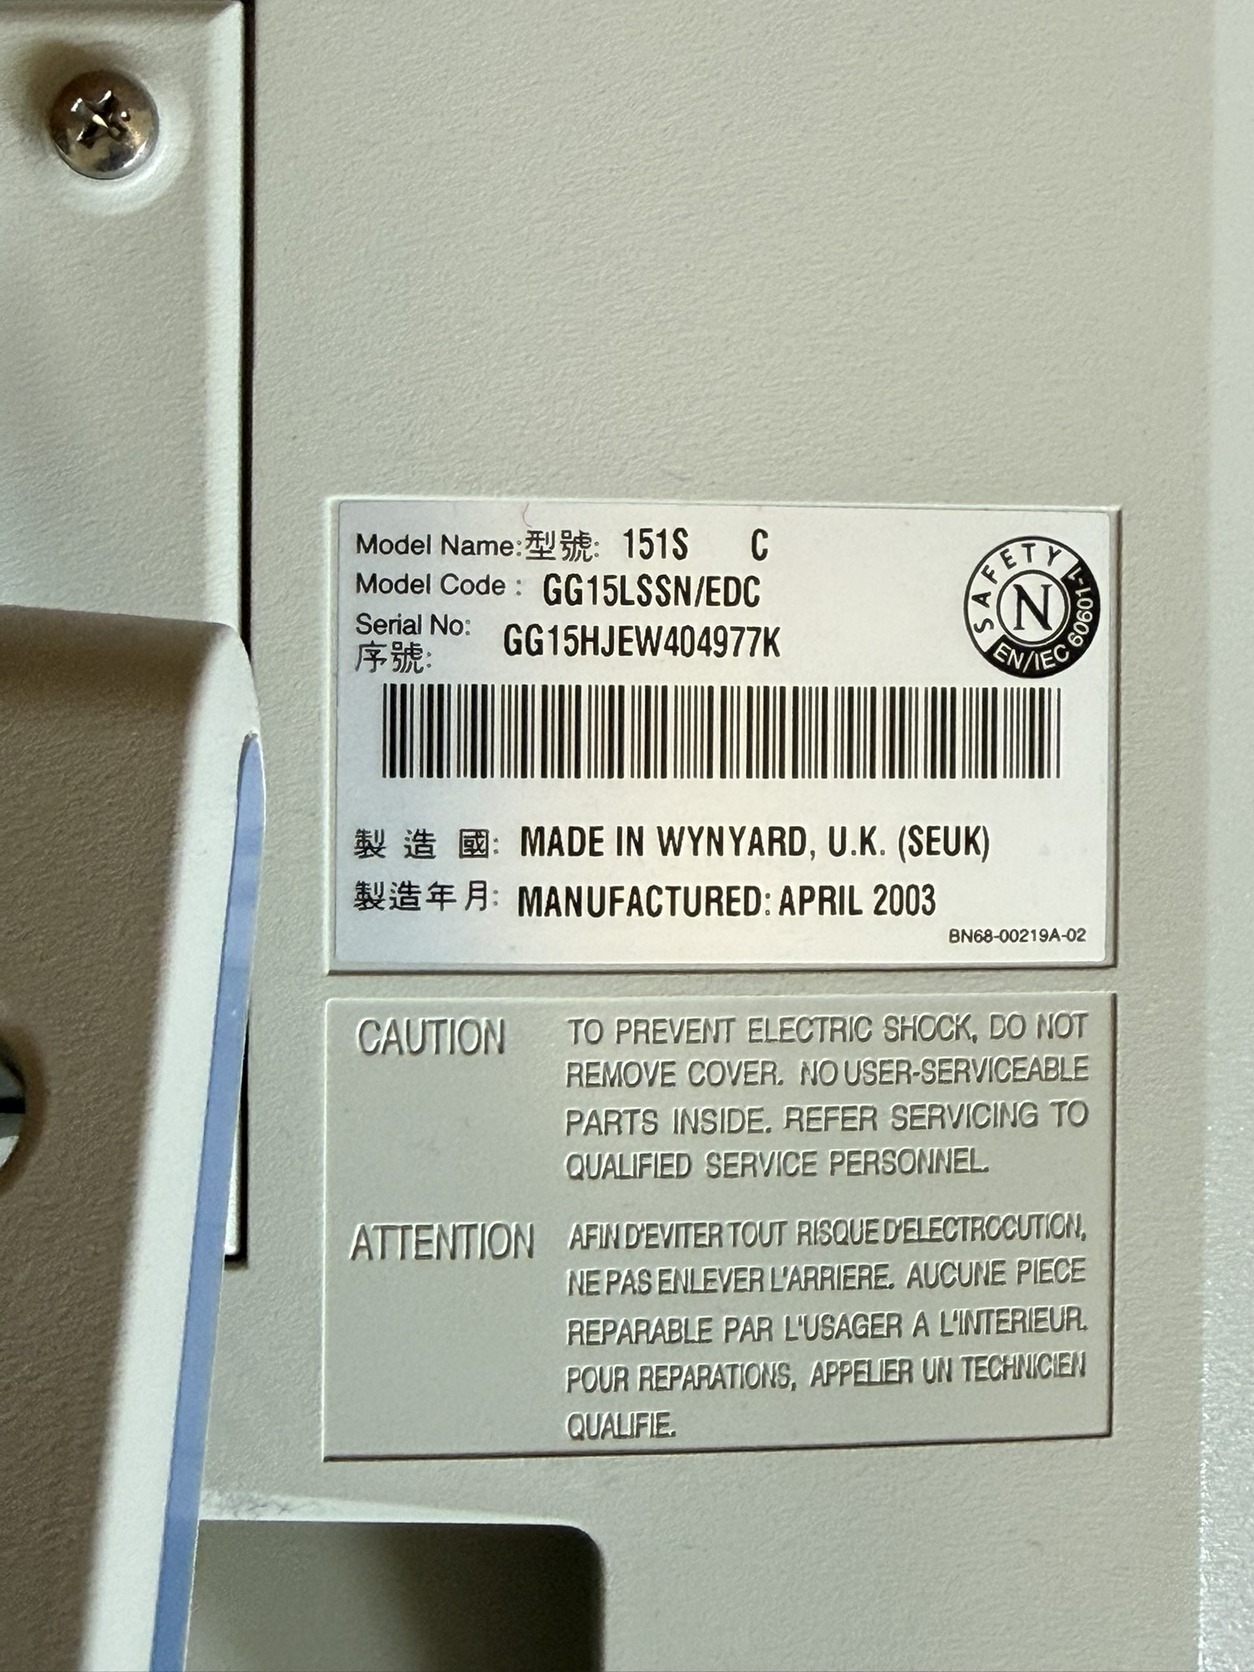 Model Name:型號: 151S C
Model Code : GG15LSSN/EDC
Serial No: GG15HJEW404977K
序號:
SAFETY
N
EN/IEC 60601-1
製 造 國: MADE IN WYNYARD, U.K. (SEUK)
製造年月: MANUFACTURED: APRIL 2003
BN68-00219A-02
CAUTION TO PREVENT ELECTRIC SHOCK, DO NOT
REMOVE COVER. NO USER-SERVICEABLE
PARTS INSIDE. REFER SERVICING TO
QUALIFIED SERVICE PERSONNEL.
ATTENTION AFIN D'EVITER TOUT RISQUE D'ELECTROCUTION,
NE PAS ENLEVER L'ARRIERE. AUCUNE PIECE
REPARABLE PAR L'USAGER A L'INTERIEUR.
POUR REPARATIONS, APPELIER UN TECHNICIEN
QUALIFIE.